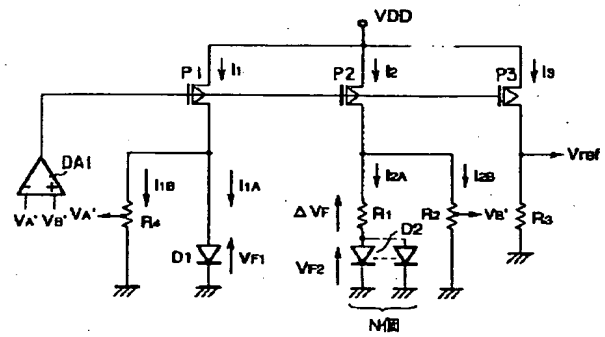 VDD
P1 I1 P2 I2 P3 I3
DA1
- +
VA' VB'
I1B I1A I2A I2B
Vref
VA' R4 ΔVF R1 R2 VB' R3
D2
D1 VF1 VF2
N個